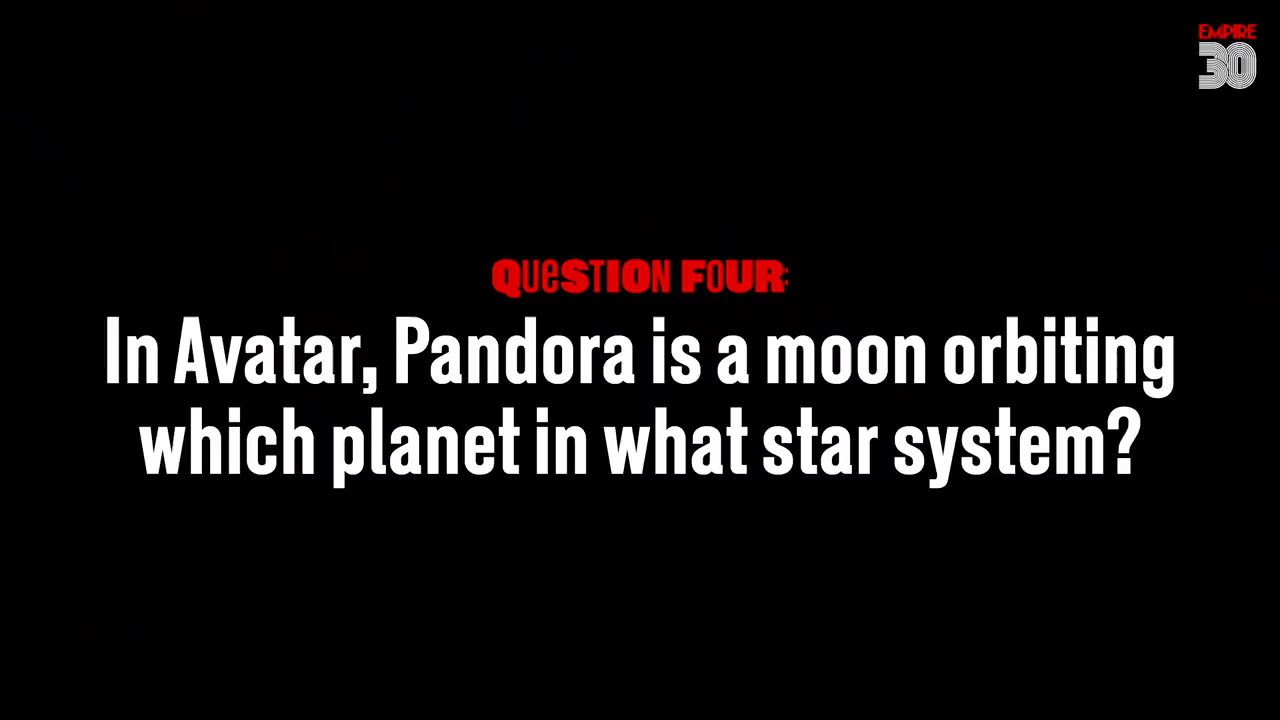 EMPIRE
30
QUeSTION FOUR:
In Avatar, Pandora is a moon orbiting
which planet in what star system?